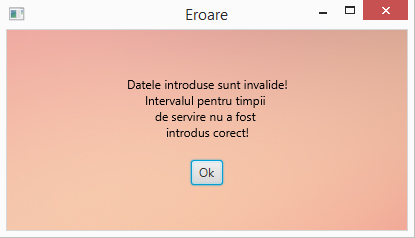 Eroare
Datele introduse sunt invalide!
Intervalul pentru timpii
de servire nu a fost
introdus corect!
Ok